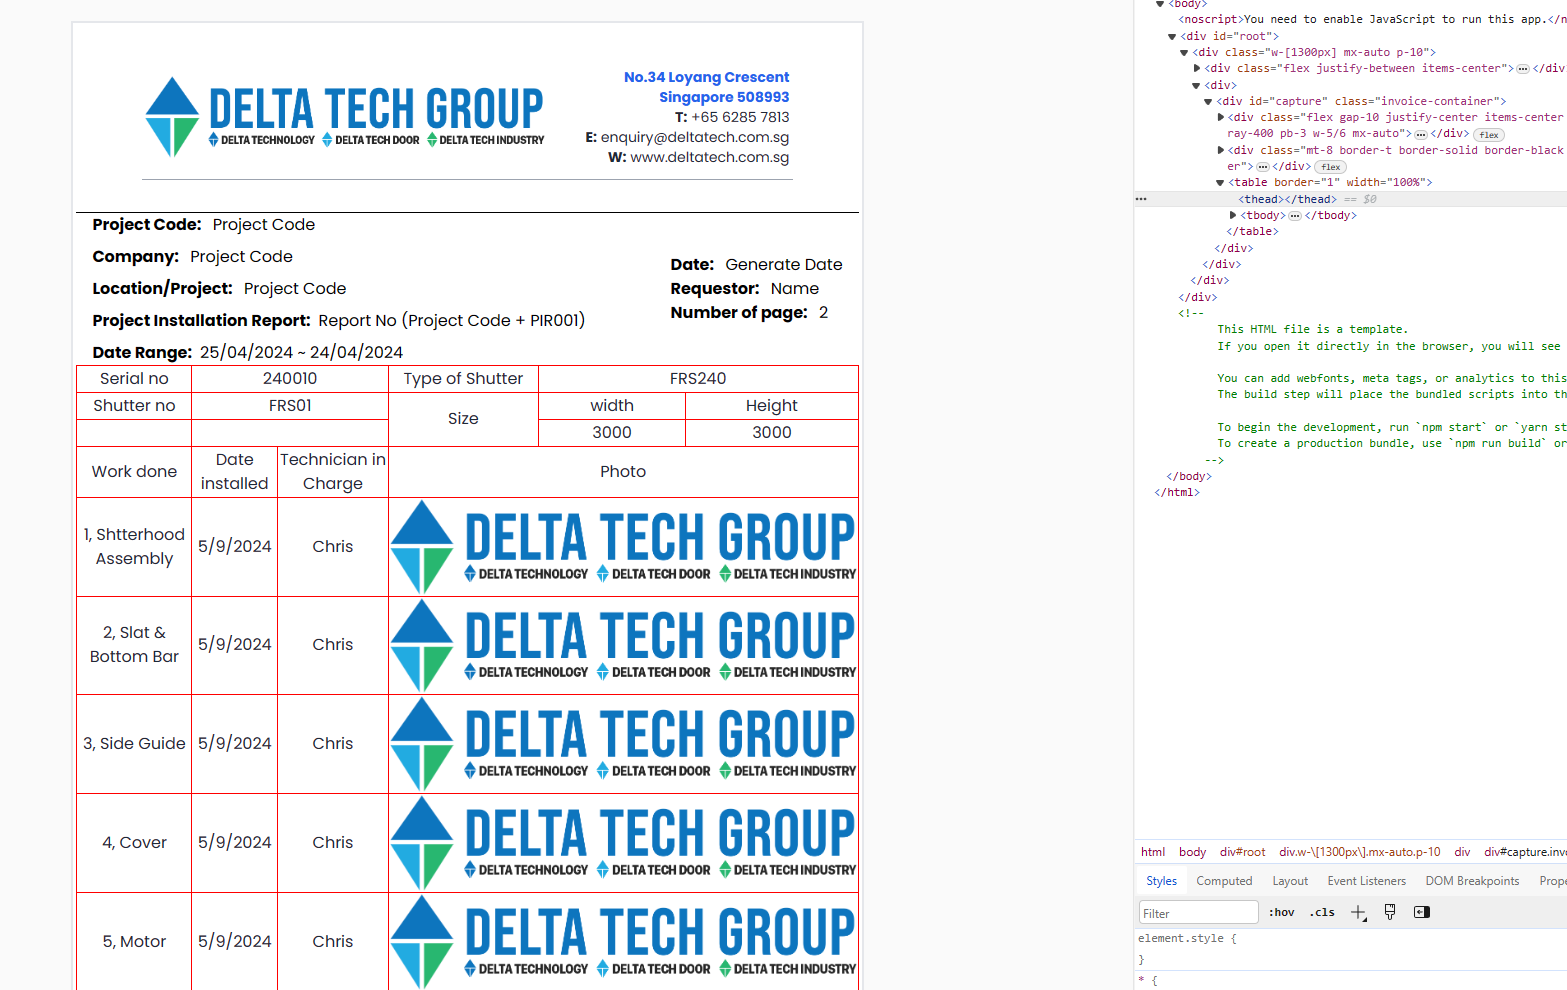 DELTA TECH GROUP
DELTA TECHNOLOGY DELTA TECH DOOR DELTA TECH INDUSTRY
No.34 Loyang Crescent
Singapore 508993
T: +65 6285 7813
E: enquiry@deltatech.com.sg
W: www.deltatech.com.sg
Project Code: Project Code
Company: Project Code
Location/Project: Project Code
Project Installation Report: Report No (Project Code + PIR001)
Date Range: 25/04/2024 ~ 24/04/2024
Date: Generate Date
Requestor: Name
Number of page: 2
Serial no 240010 Type of Shutter FRS240
Shutter no FRS01 Size width Height
3000 3000
Work done Date installed Technician in Charge Photo
1, Shtterhood Assembly 5/9/2024 Chris
DELTA TECH GROUP
DELTA TECHNOLOGY DELTA TECH DOOR DELTA TECH INDUSTRY
2, Slat & Bottom Bar 5/9/2024 Chris
DELTA TECH GROUP
DELTA TECHNOLOGY DELTA TECH DOOR DELTA TECH INDUSTRY
3, Side Guide 5/9/2024 Chris
DELTA TECH GROUP
DELTA TECHNOLOGY DELTA TECH DOOR DELTA TECH INDUSTRY
4, Cover 5/9/2024 Chris
DELTA TECH GROUP
DELTA TECHNOLOGY DELTA TECH DOOR DELTA TECH INDUSTRY
5, Motor 5/9/2024 Chris
DELTA TECH GROUP
DELTA TECHNOLOGY DELTA TECH DOOR DELTA TECH INDUSTRY
<body>
<noscript>You need to enable JavaScript to run this app.</n
<div id="root">
<div class="w-[1300px] mx-auto p-10">
<div class="flex justify-between items-center"> ••• </div>
<div>
<div id="capture" class="invoice-container">
<div class="flex gap-10 justify-center items-center
ray-400 pb-3 w-5/6 mx-auto"> ••• </div> flex
<div class="mt-8 border-t border-solid border-black
er"> ••• </div> flex
<table border="1" width="100%">
••• <thead></thead> == $0
<tbody> ••• </tbody>
</table>
</div>
</div>
</div>
</div>
<!--
This HTML file is a template.
If you open it directly in the browser, you will see
You can add webfonts, meta tags, or analytics to this
The build step will place the bundled scripts into th
To begin the development, run `npm start` or `yarn st
To create a production bundle, use `npm run build` or
-->
</body>
</html>
html body div#root div.w-\[1300px\].mx-auto.p-10 div div#capture.invo
Styles Computed Layout Event Listeners DOM Breakpoints Prope
Filter :hov .cls
element.style {
}
* {